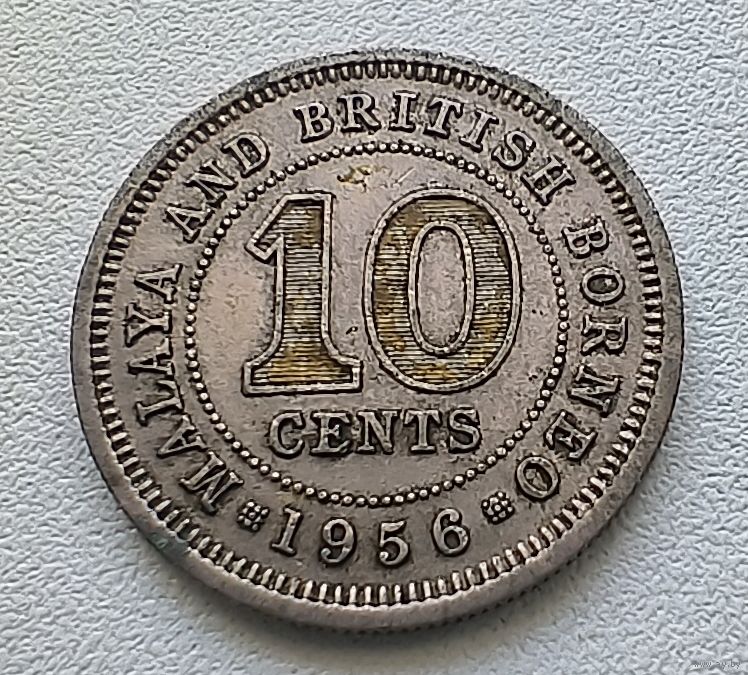 MALAYA AND BRITISH BORNEO
10
CENTS
1956